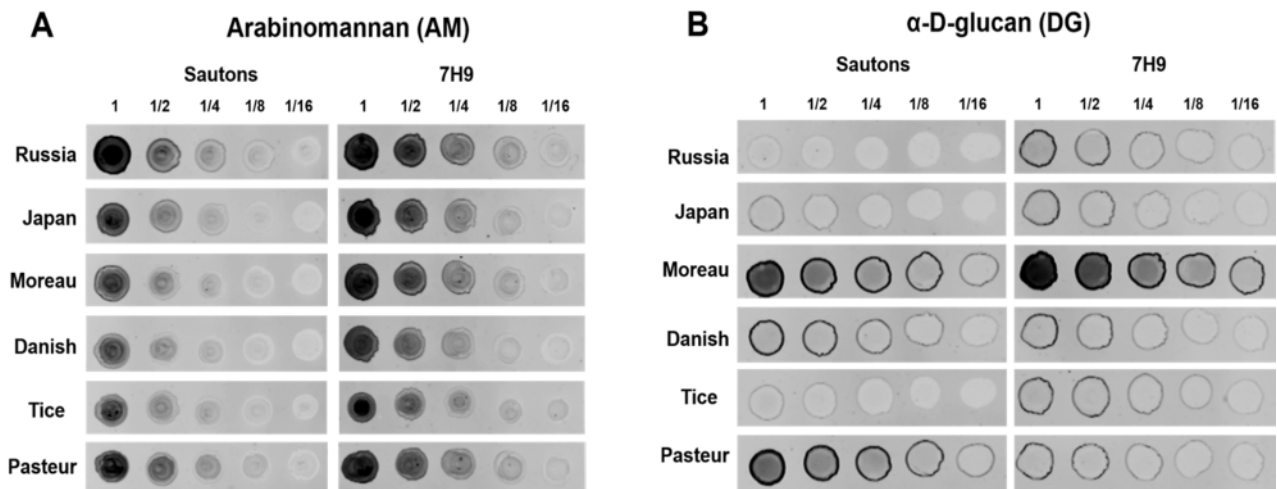 A Arabinomannan (AM)
Sautons 7H9
1 1/2 1/4 1/8 1/16 1 1/2 1/4 1/8 1/16
Russia
Japan
Moreau
Danish
Tice
Pasteur
B α-D-glucan (DG)
Sautons 7H9
1 1/2 1/4 1/8 1/16 1 1/2 1/4 1/8 1/16
Russia
Japan
Moreau
Danish
Tice
Pasteur